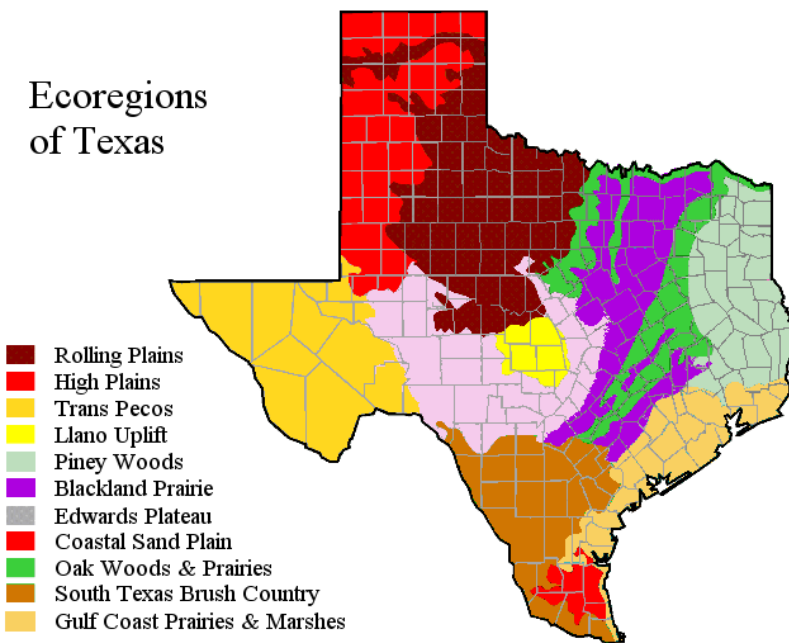 Ecoregions
of Texas
Rolling Plains
High Plains
Trans Pecos
Llano Uplift
Piney Woods
Blackland Prairie
Edwards Plateau
Coastal Sand Plain
Oak Woods & Prairies
South Texas Brush Country
Gulf Coast Prairies & Marshes